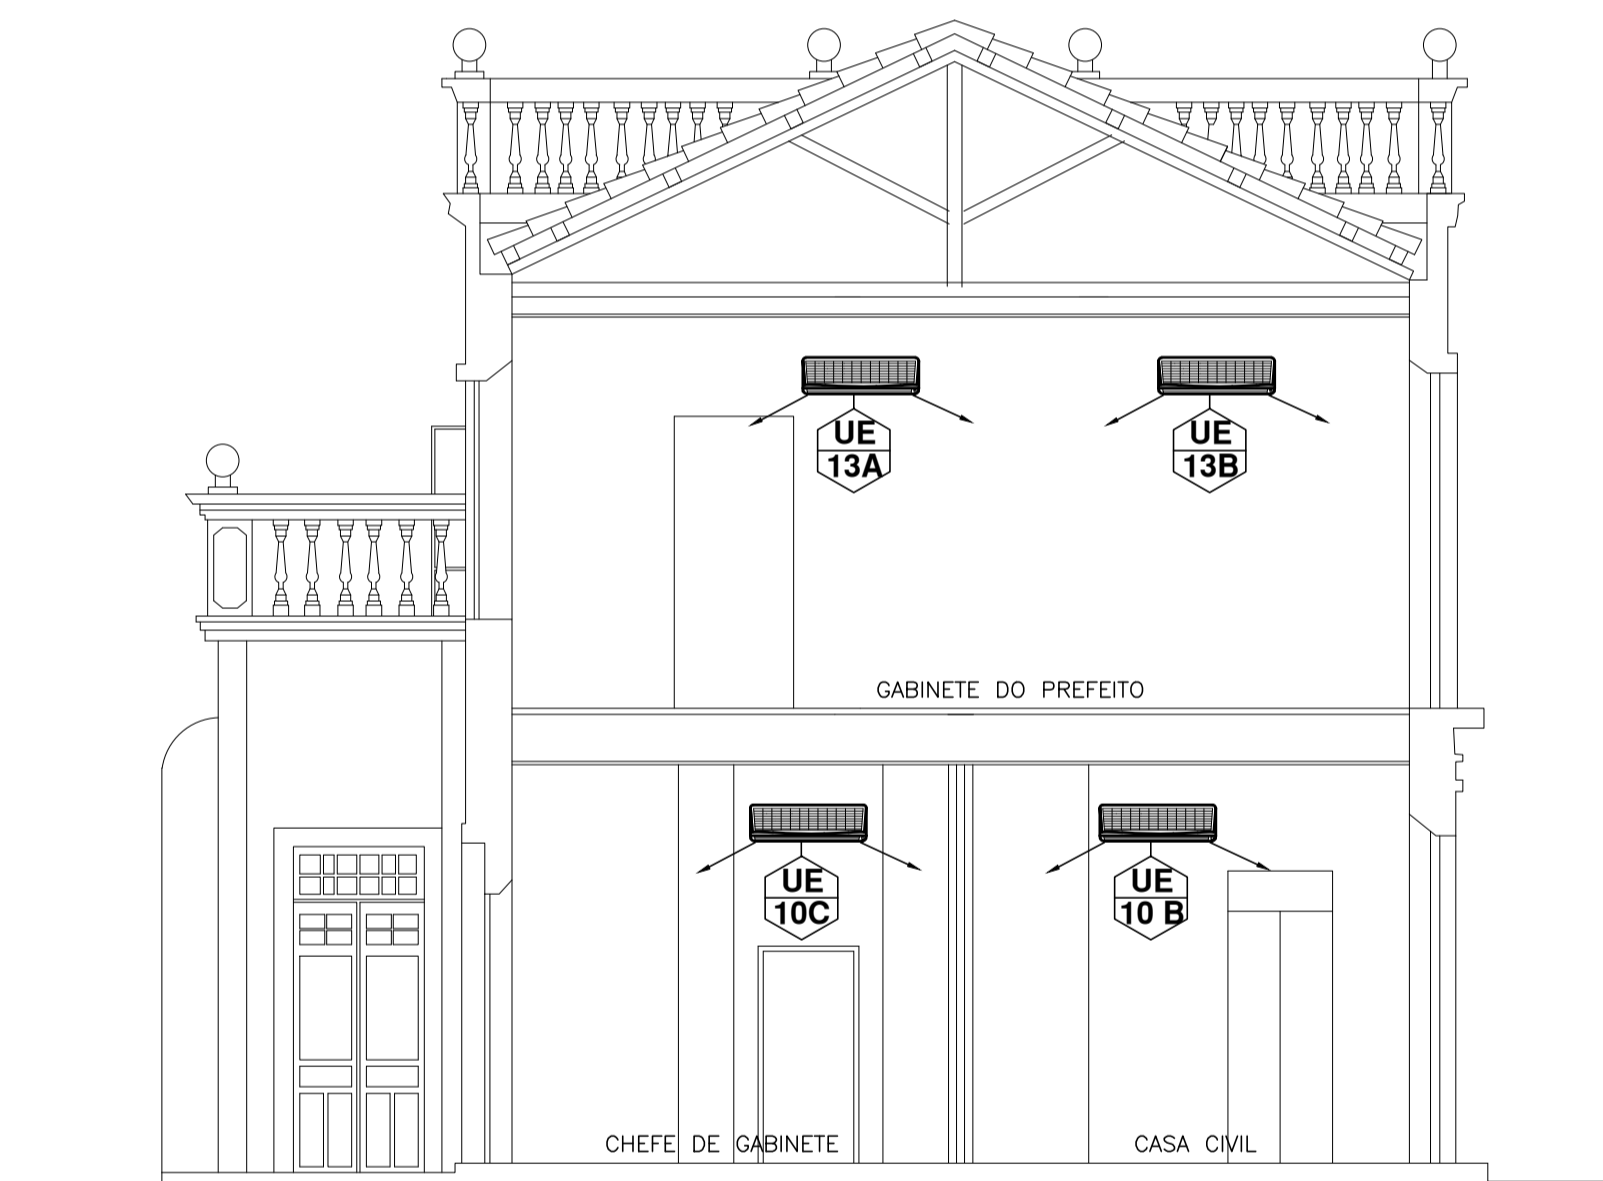 UE
13A
UE
13B
GABINETE DO PREFEITO
UE
10C
UE
10 B
CHEFE DE GABINETE
CASA CIVIL